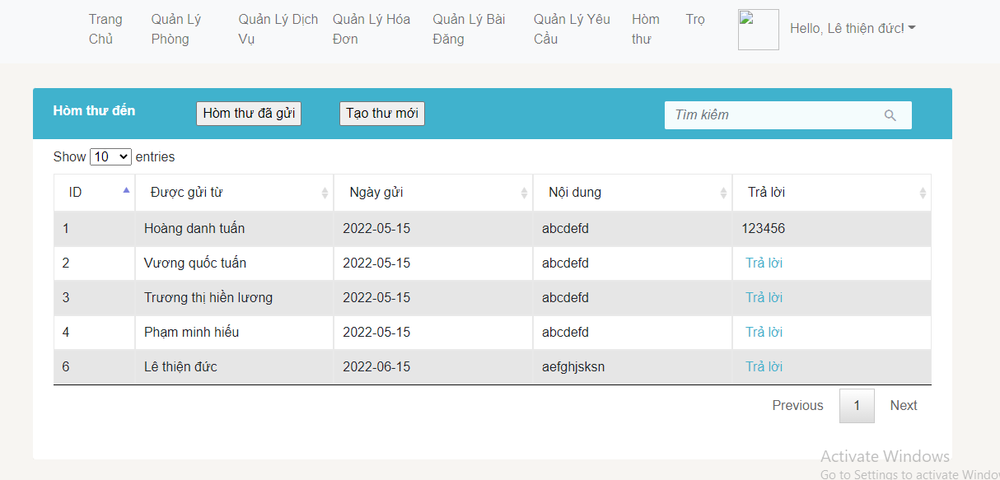 Trang Chủ Quản Lý Phòng Quản Lý Dịch Vụ Quản Lý Hóa Đơn Quản Lý Bài Đăng Quản Lý Yêu Cầu Hòm thư Trọ Hello, Lê thiện đức!
Hòm thư đến Hòm thư đã gửi Tạo thư mới Tìm kiếm
Show 10 entries
ID Được gửi từ Ngày gửi Nội dung Trả lời
1 Hoàng danh tuấn 2022-05-15 abcdefd 123456
2 Vương quốc tuấn 2022-05-15 abcdefd Trả lời
3 Trương thị hiền lương 2022-05-15 abcdefd Trả lời
4 Phạm minh hiếu 2022-05-15 abcdefd Trả lời
6 Lê thiện đức 2022-06-15 aefghjsksn Trả lời
Previous 1 Next
Activate Windows
Go to Settings to activate Windo